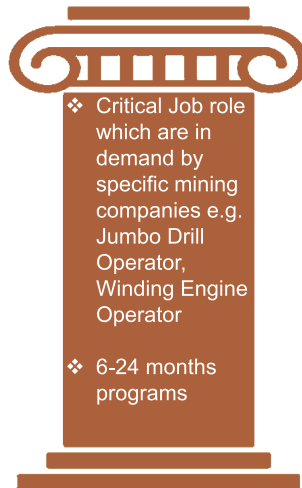 ❖ Critical Job role
which are in
demand by
specific mining
companies e.g.
Jumbo Drill
Operator,
Winding Engine
Operator
❖ 6-24 months
programs